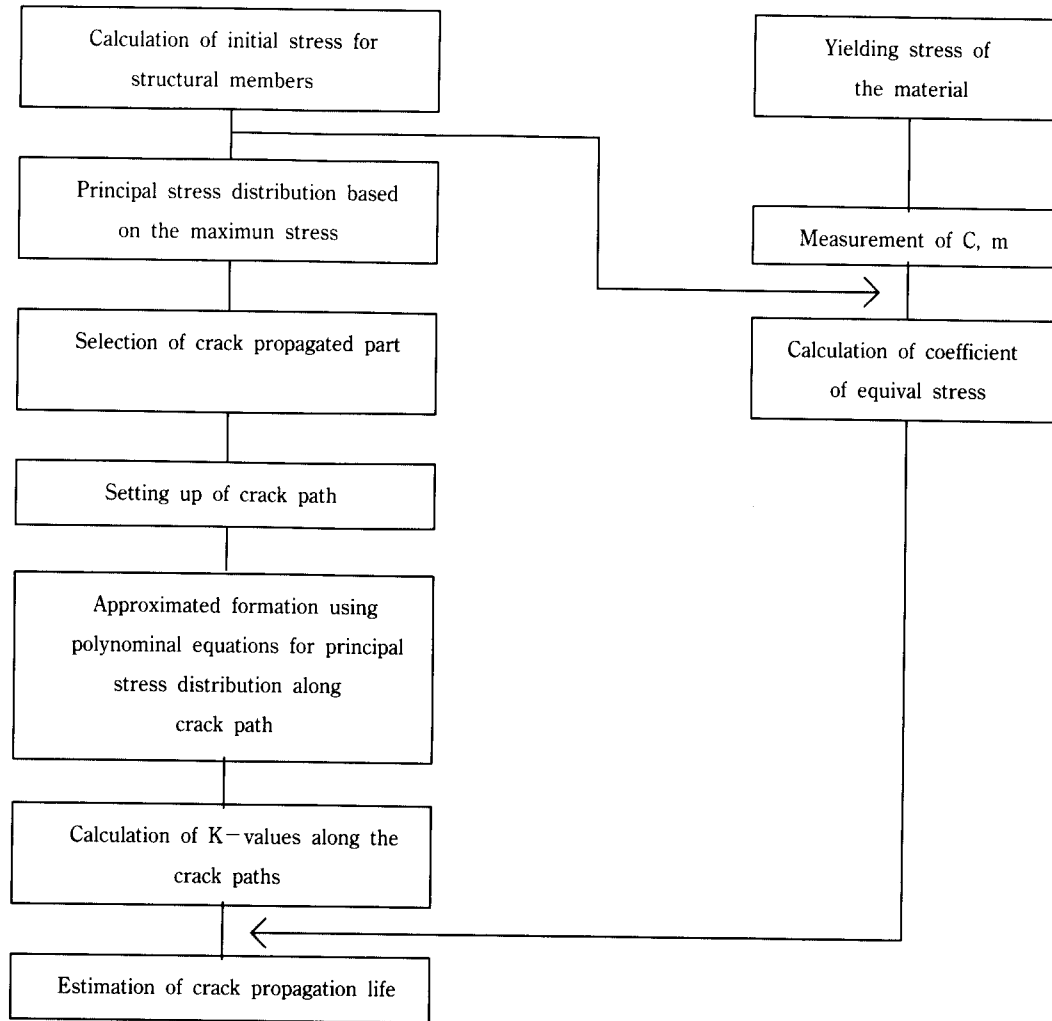 Calculation of initial stress for
structural members
Principal stress distribution based
on the maximun stress
Selection of crack propagated part
Setting up of crack path
Approximated formation using
polynominal equations for principal
stress distribution along
crack path
Calculation of K-values along the
crack paths
Estimation of crack propagation life
Yielding stress of
the material
Measurement of C, m
Calculation of coefficient
of equival stress